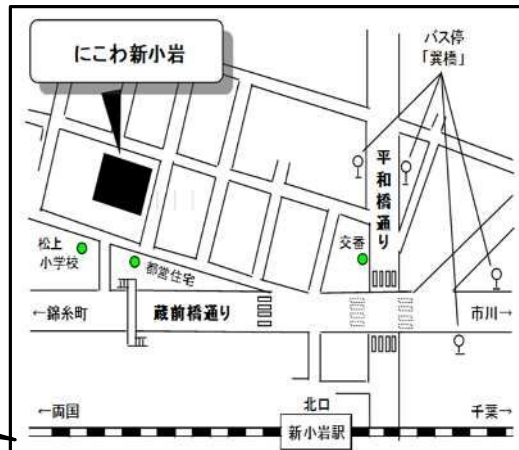 にこわ新小岩
バス停
「巽橋」
平和橋通り
交番
松上
小学校
都営住宅
←錦糸町
蔵前橋通り
市川→
←両国
北口
千葉→
新小岩駅